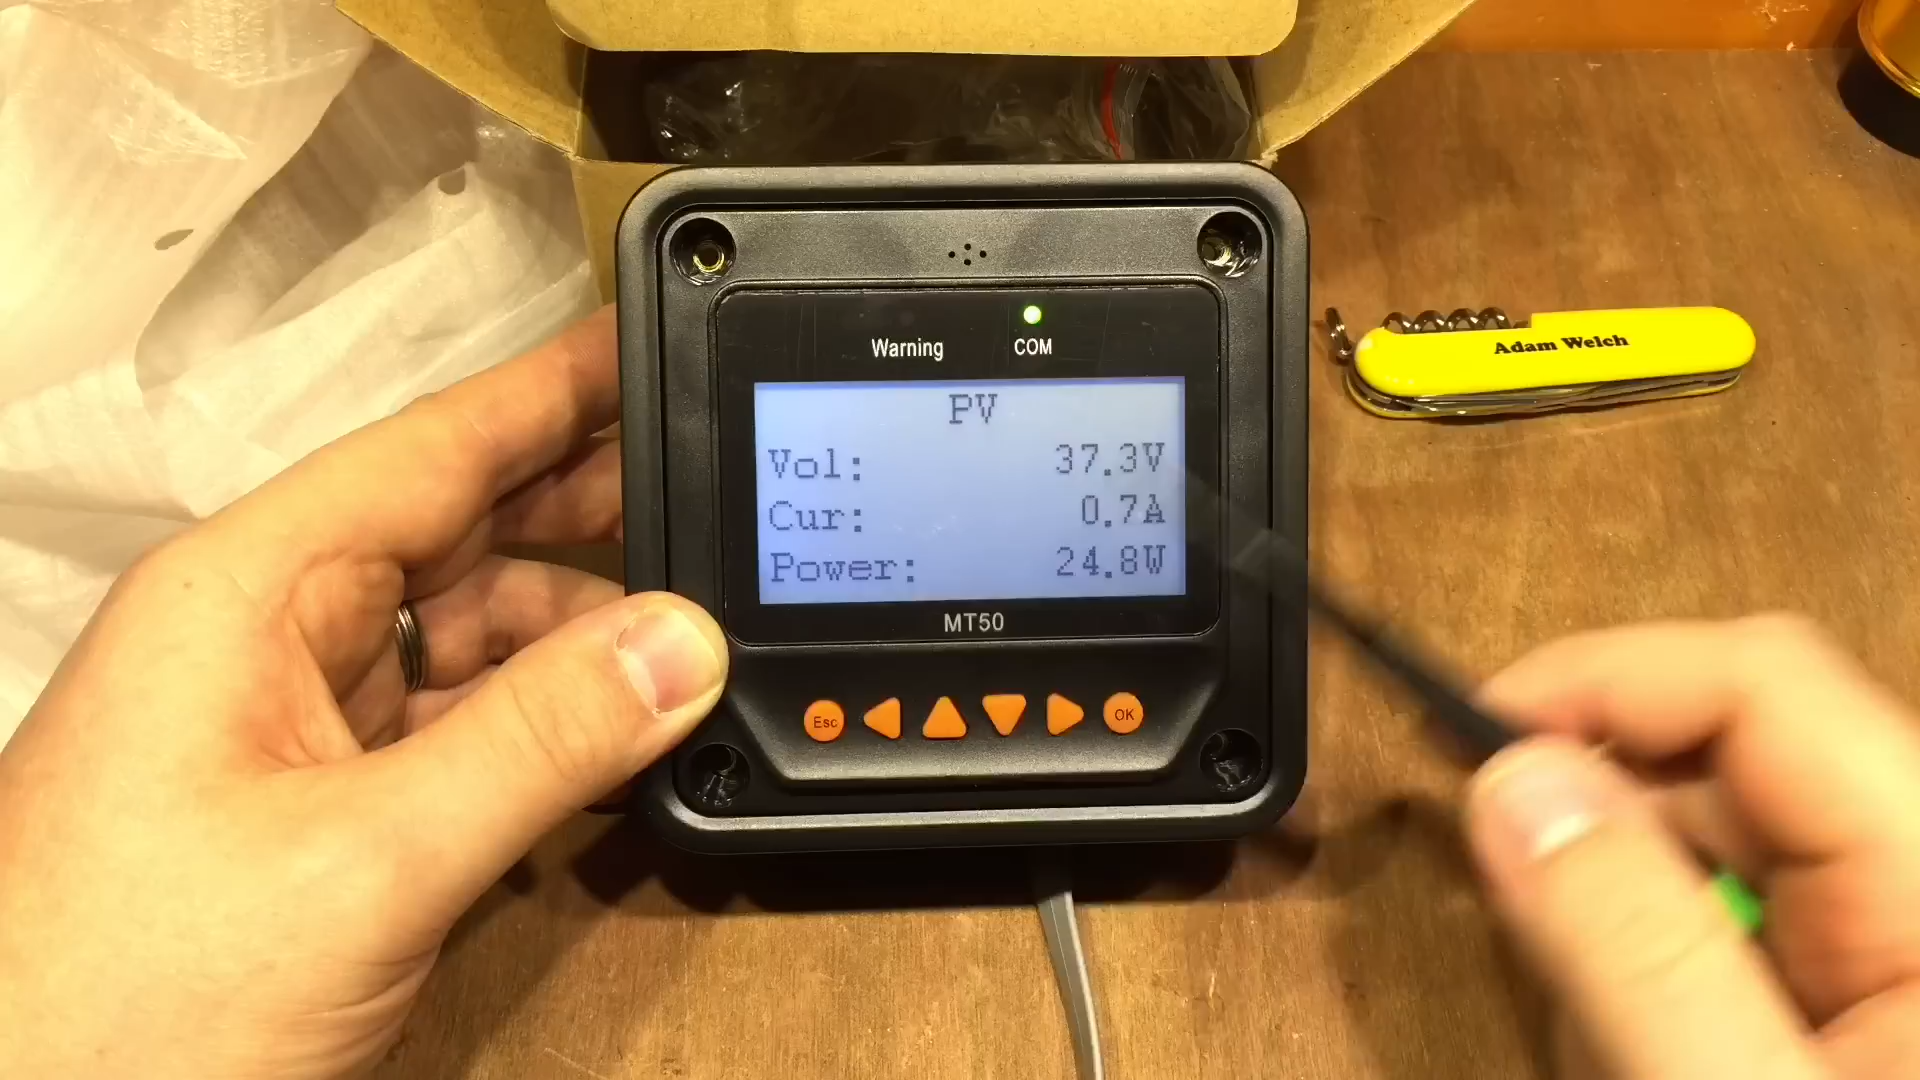 Warning COM
PV
Vol: 37.3V
Cur: 0.7A
Power: 24.8W
MT50
Esc OK
Adam Welch